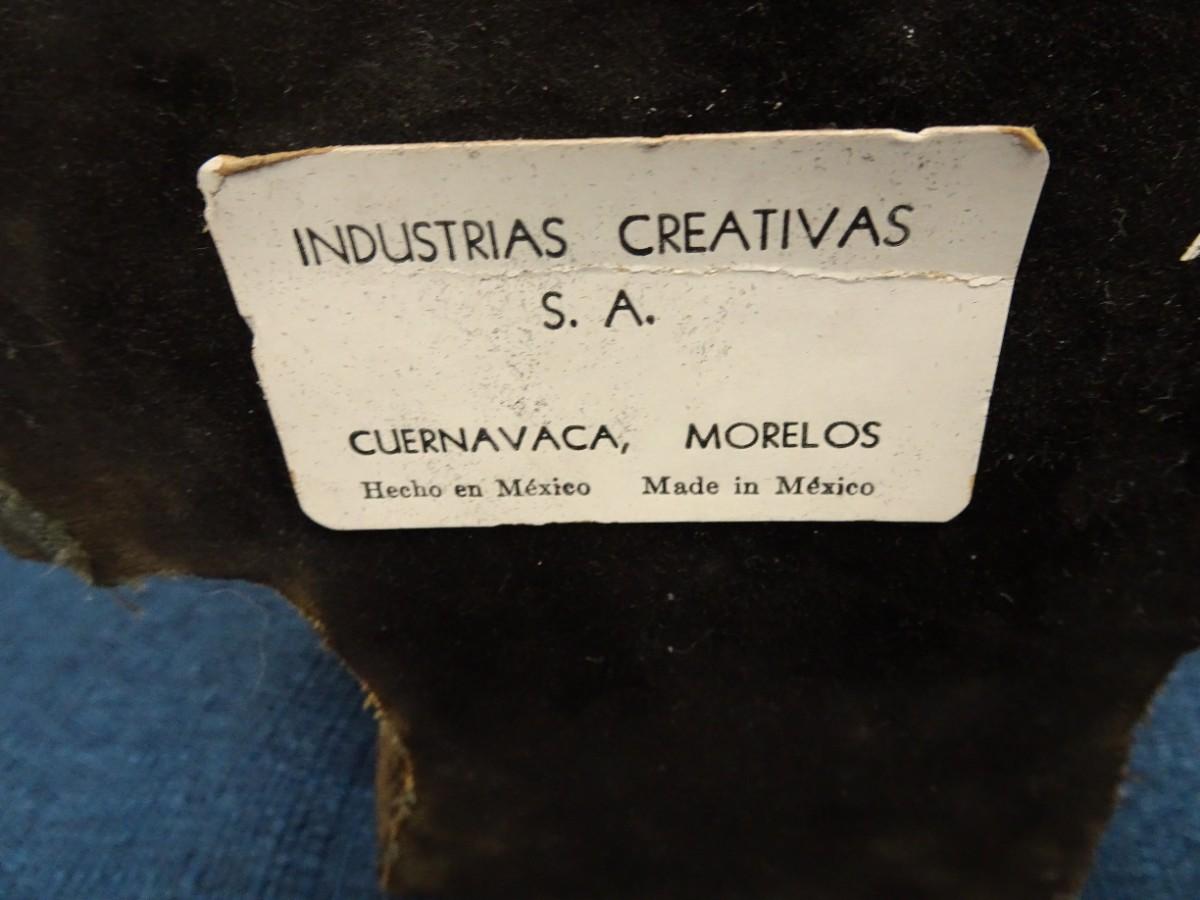 INDUSTRIAS CREATIVAS
S. A.
CUERNAVACA, MORELOS
Hecho en México Made in México